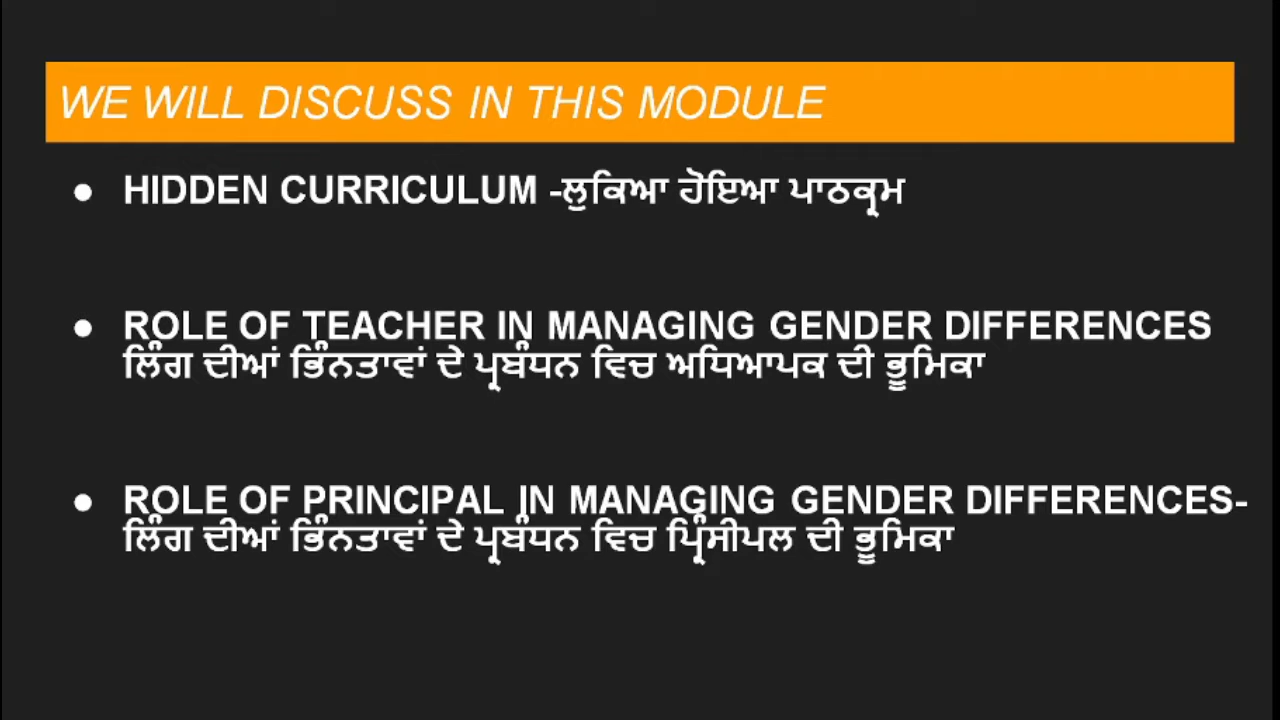 WE WILL DISCUSS IN THIS MODULE
● HIDDEN CURRICULUM -ਲੁਕਿਆ ਹੋਇਆ ਪਾਠਕ੍ਰਮ
● ROLE OF TEACHER IN MANAGING GENDER DIFFERENCES
ਲਿੰਗ ਦੀਆਂ ਭਿੰਨਤਾਵਾਂ ਦੇ ਪ੍ਰਬੰਧਨ ਵਿਚ ਅਧਿਆਪਕ ਦੀ ਭੂਮਿਕਾ
● ROLE OF PRINCIPAL IN MANAGING GENDER DIFFERENCES-
ਲਿੰਗ ਦੀਆਂ ਭਿੰਨਤਾਵਾਂ ਦੇ ਪ੍ਰਬੰਧਨ ਵਿਚ ਪ੍ਰਿੰਸੀਪਲ ਦੀ ਭੂਮਿਕਾ